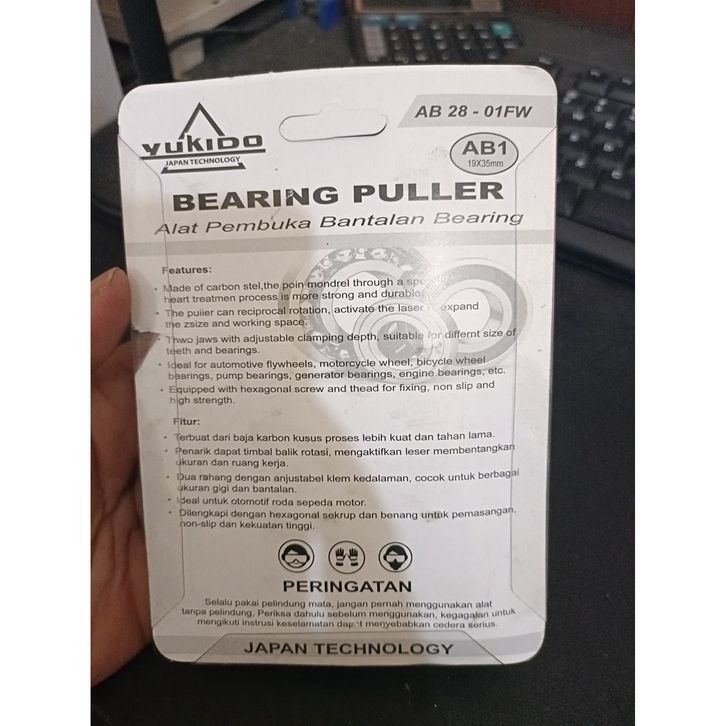 YUKIDO
JAPAN TECHNOLOGY
AB 28 - 01FW
AB1
19X35mm
BEARING PULLER
Alat Pembuka Bantalan Bearing
Features:
• Made of carbon stel,the poin mondrel through a
heart treatmen process is more strong and durable
• The puller can reciprocal rotation, activate the laser expand
the zsize and working space.
• Thwo jaws with adjustable clamping depth, suitable for differnt size of
teeth and bearings.
• Ideal for automotive flywheels, motorcycle wheel, bicycle wheel
bearings, pump bearings, generator bearings, engine bearings, etc.
• Equipped with hexagonal screw and thead for fixing, non slip and
high strength.
Fitur:
• Terbuat dari baja karbon kusus proses lebih kuat dan tahan lama.
• Penarik dapat timbal balik rotasi, mengaktifkan leser membentangkan
ukuran dan ruang kerja.
• Dua rahang dengan anjustabel klem kedalaman, cocok untuk berbagai
ukuran gigi dan bantalan.
• Ideal untuk otomotif roda sepeda motor.
• Dilengkapi dengan hexagonal sekrup dan benang untuk pemasangan,
non-slip dan kekuatan tinggi.
PERINGATAN
Selalu pakai pelindung mata, jangan pernah menggunakan alat
tanpa pelindung, Periksa dahulu sebelum menggunakan, kegagalan untuk
mengikuti instrusi keselamatan dapat menyebabkan cedera serius.
JAPAN TECHNOLOGY